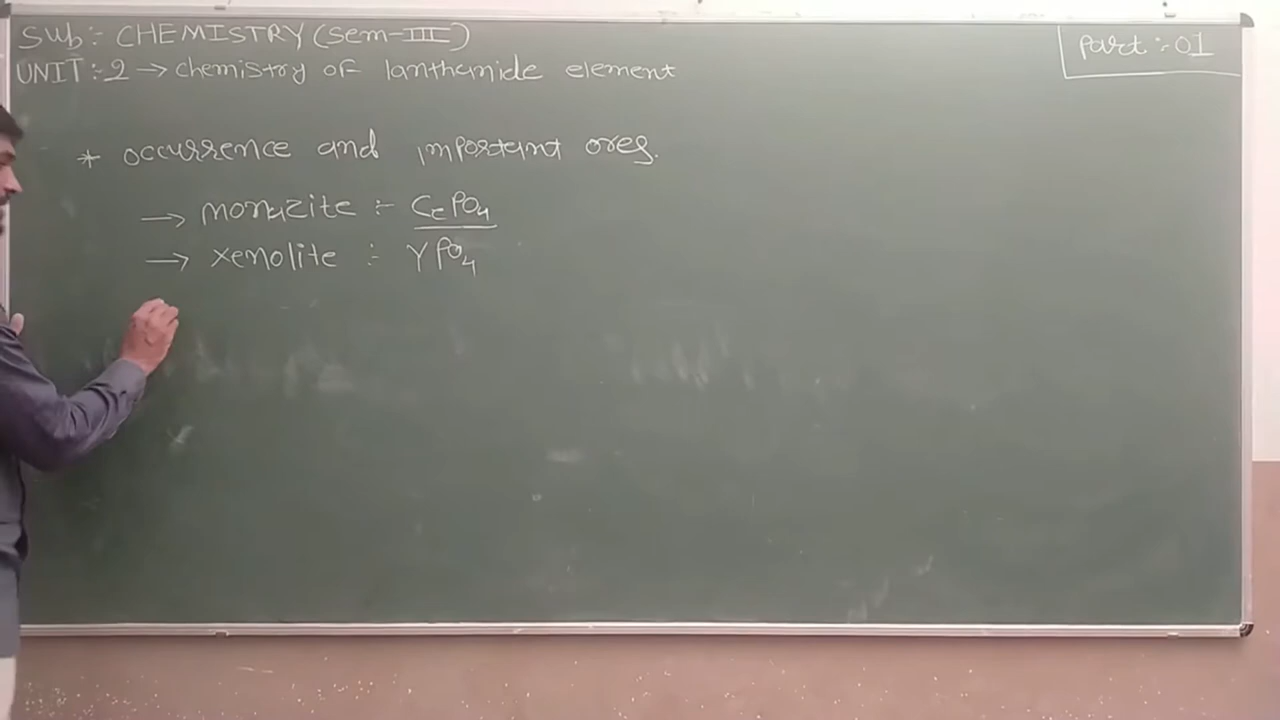 Sub:- CHEMISTRY (Sem-III)
Part :- 01
UNIT:-2 → chemistry of lanthanide element
* occurrence and important ores.
→ monazite :- CePO4
→ xenolite :- YPO4